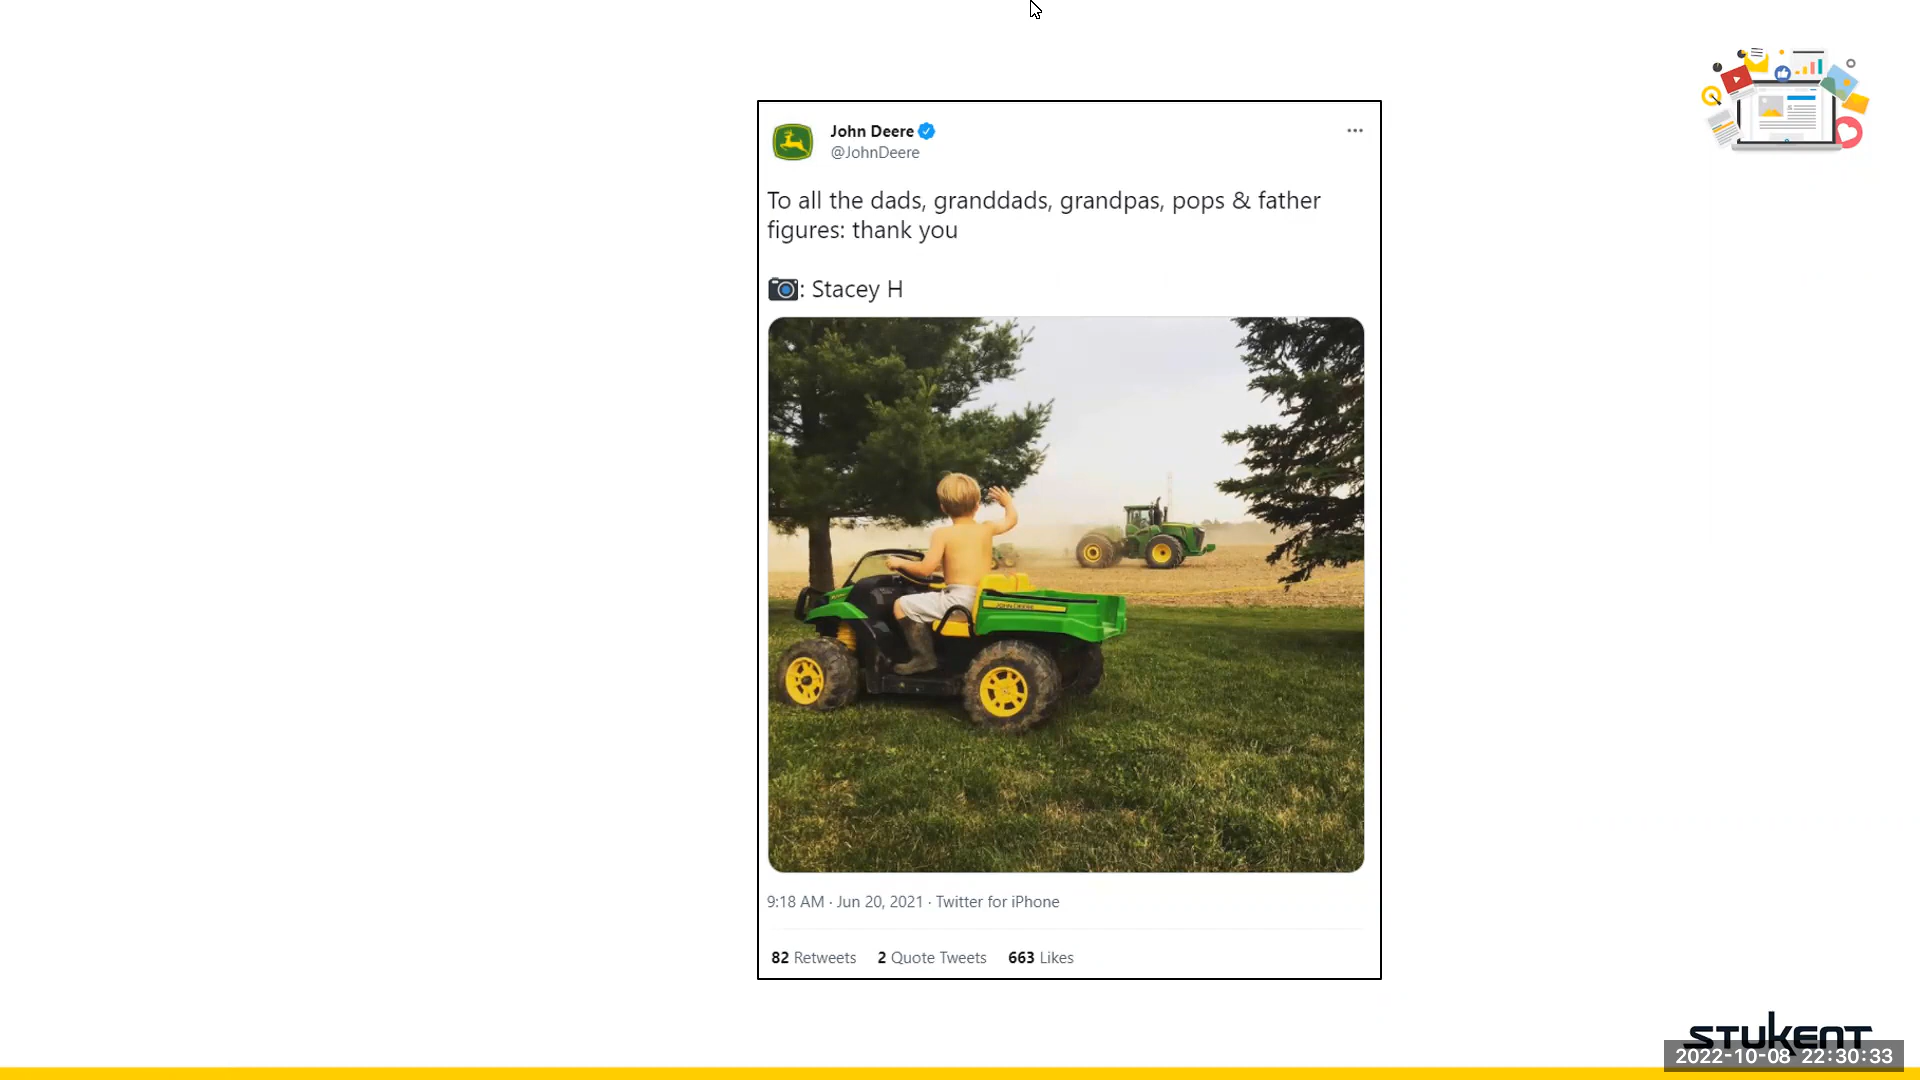 John Deere
@JohnDeere
To all the dads, granddads, grandpas, pops & father
figures: thank you
: Stacey H
JOHN DEERE
9:18 AM · Jun 20, 2021 · Twitter for iPhone
82 Retweets 2 Quote Tweets 663 Likes
STUKENT
2022-10-08 22:30:33